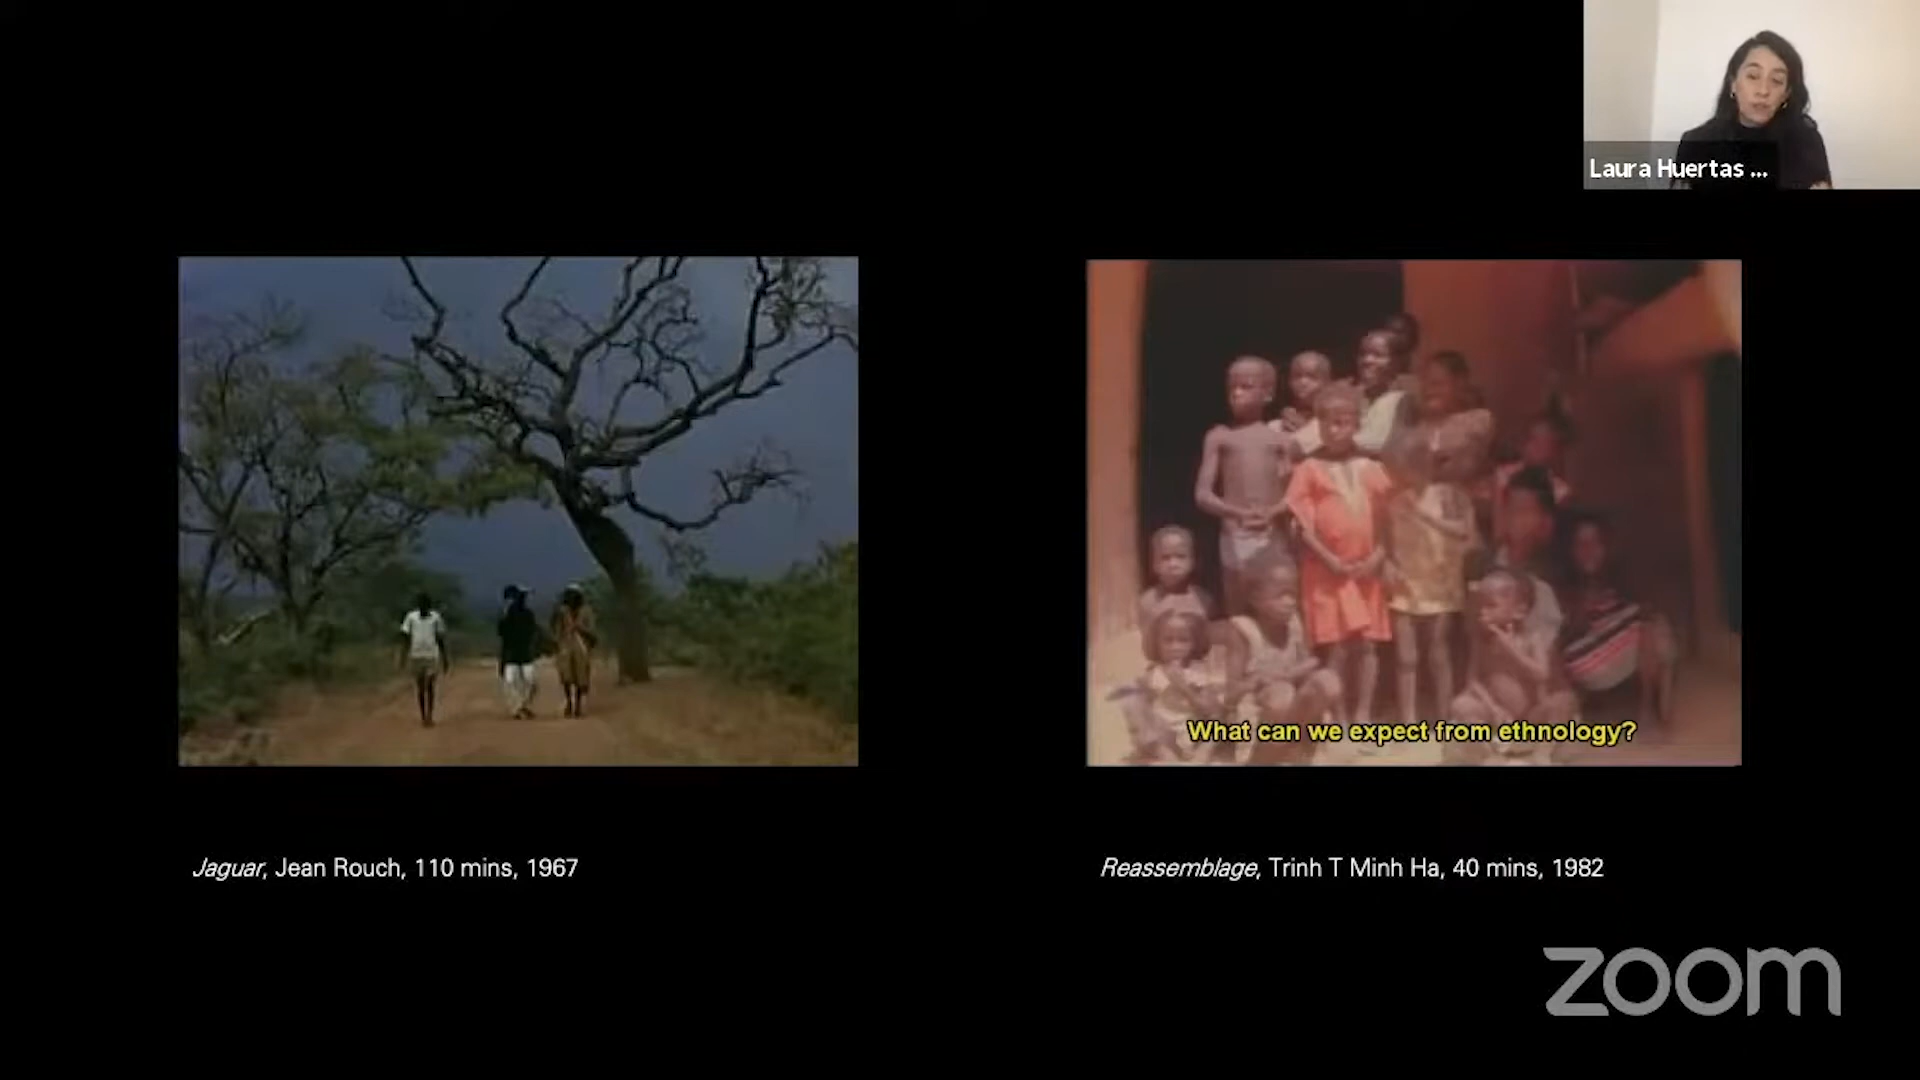 Laura Huertas ...
What can we expect from ethnology?
Jaguar, Jean Rouch, 110 mins, 1967
Reassemblage, Trinh T Minh Ha, 40 mins, 1982
zoom